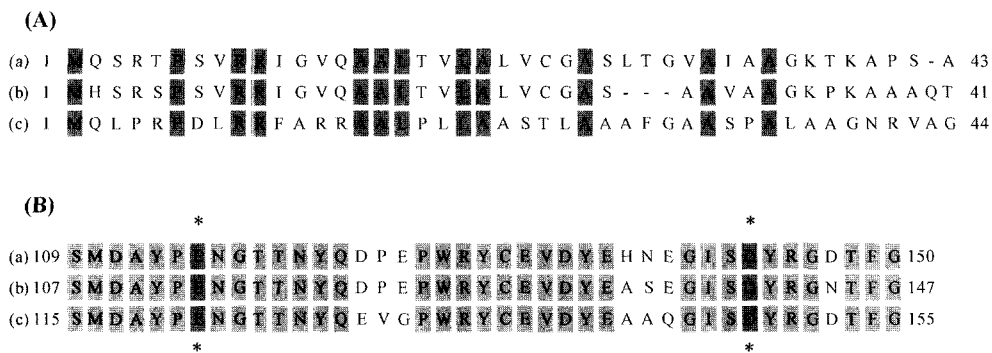 (A)
(a) 1 M Q S R T P S V R R I G V Q A A L T V L A L V C G A S L T G V A I A A G K T K A P S - A 43
(b) 1 M H S R S P S V R R I G V Q A A L T V L A L V C G A S - - - A A V A A G K P K A A A Q T 41
(c) 1 M Q L P R P D L R R F A R R A A L P L L A A S T L A A A F G A A S P A L A A G N R V A G 44
(B)
* *
(a) 109 S M D A Y P E N G T T N Y Q D P E P W R Y C E V D Y E H N E G I S D Y R G D T F G 150
(b) 107 S M D A Y P E N G T T N Y Q D P E P W R Y C E V D Y E A S E G I S D Y R G N T F G 147
(c) 115 S M D A Y P E N G T T N Y Q E V G P W R Y C E V D Y E A A Q G I S D Y R G D T F G 155
* *